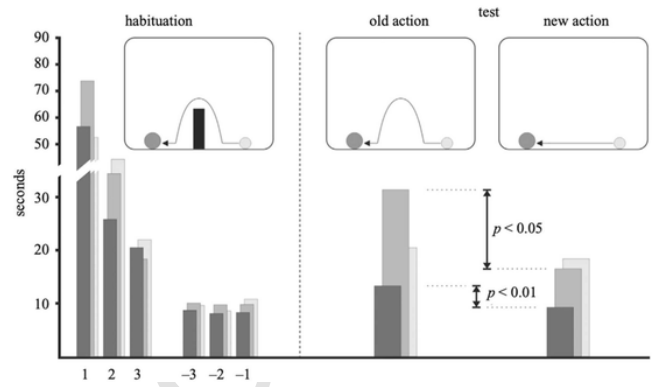 habituation
test
old action
new action
90
80
70
60
50
30
20
10
seconds
p < 0.05
p < 0.01
1 2 3 −3 −2 −1